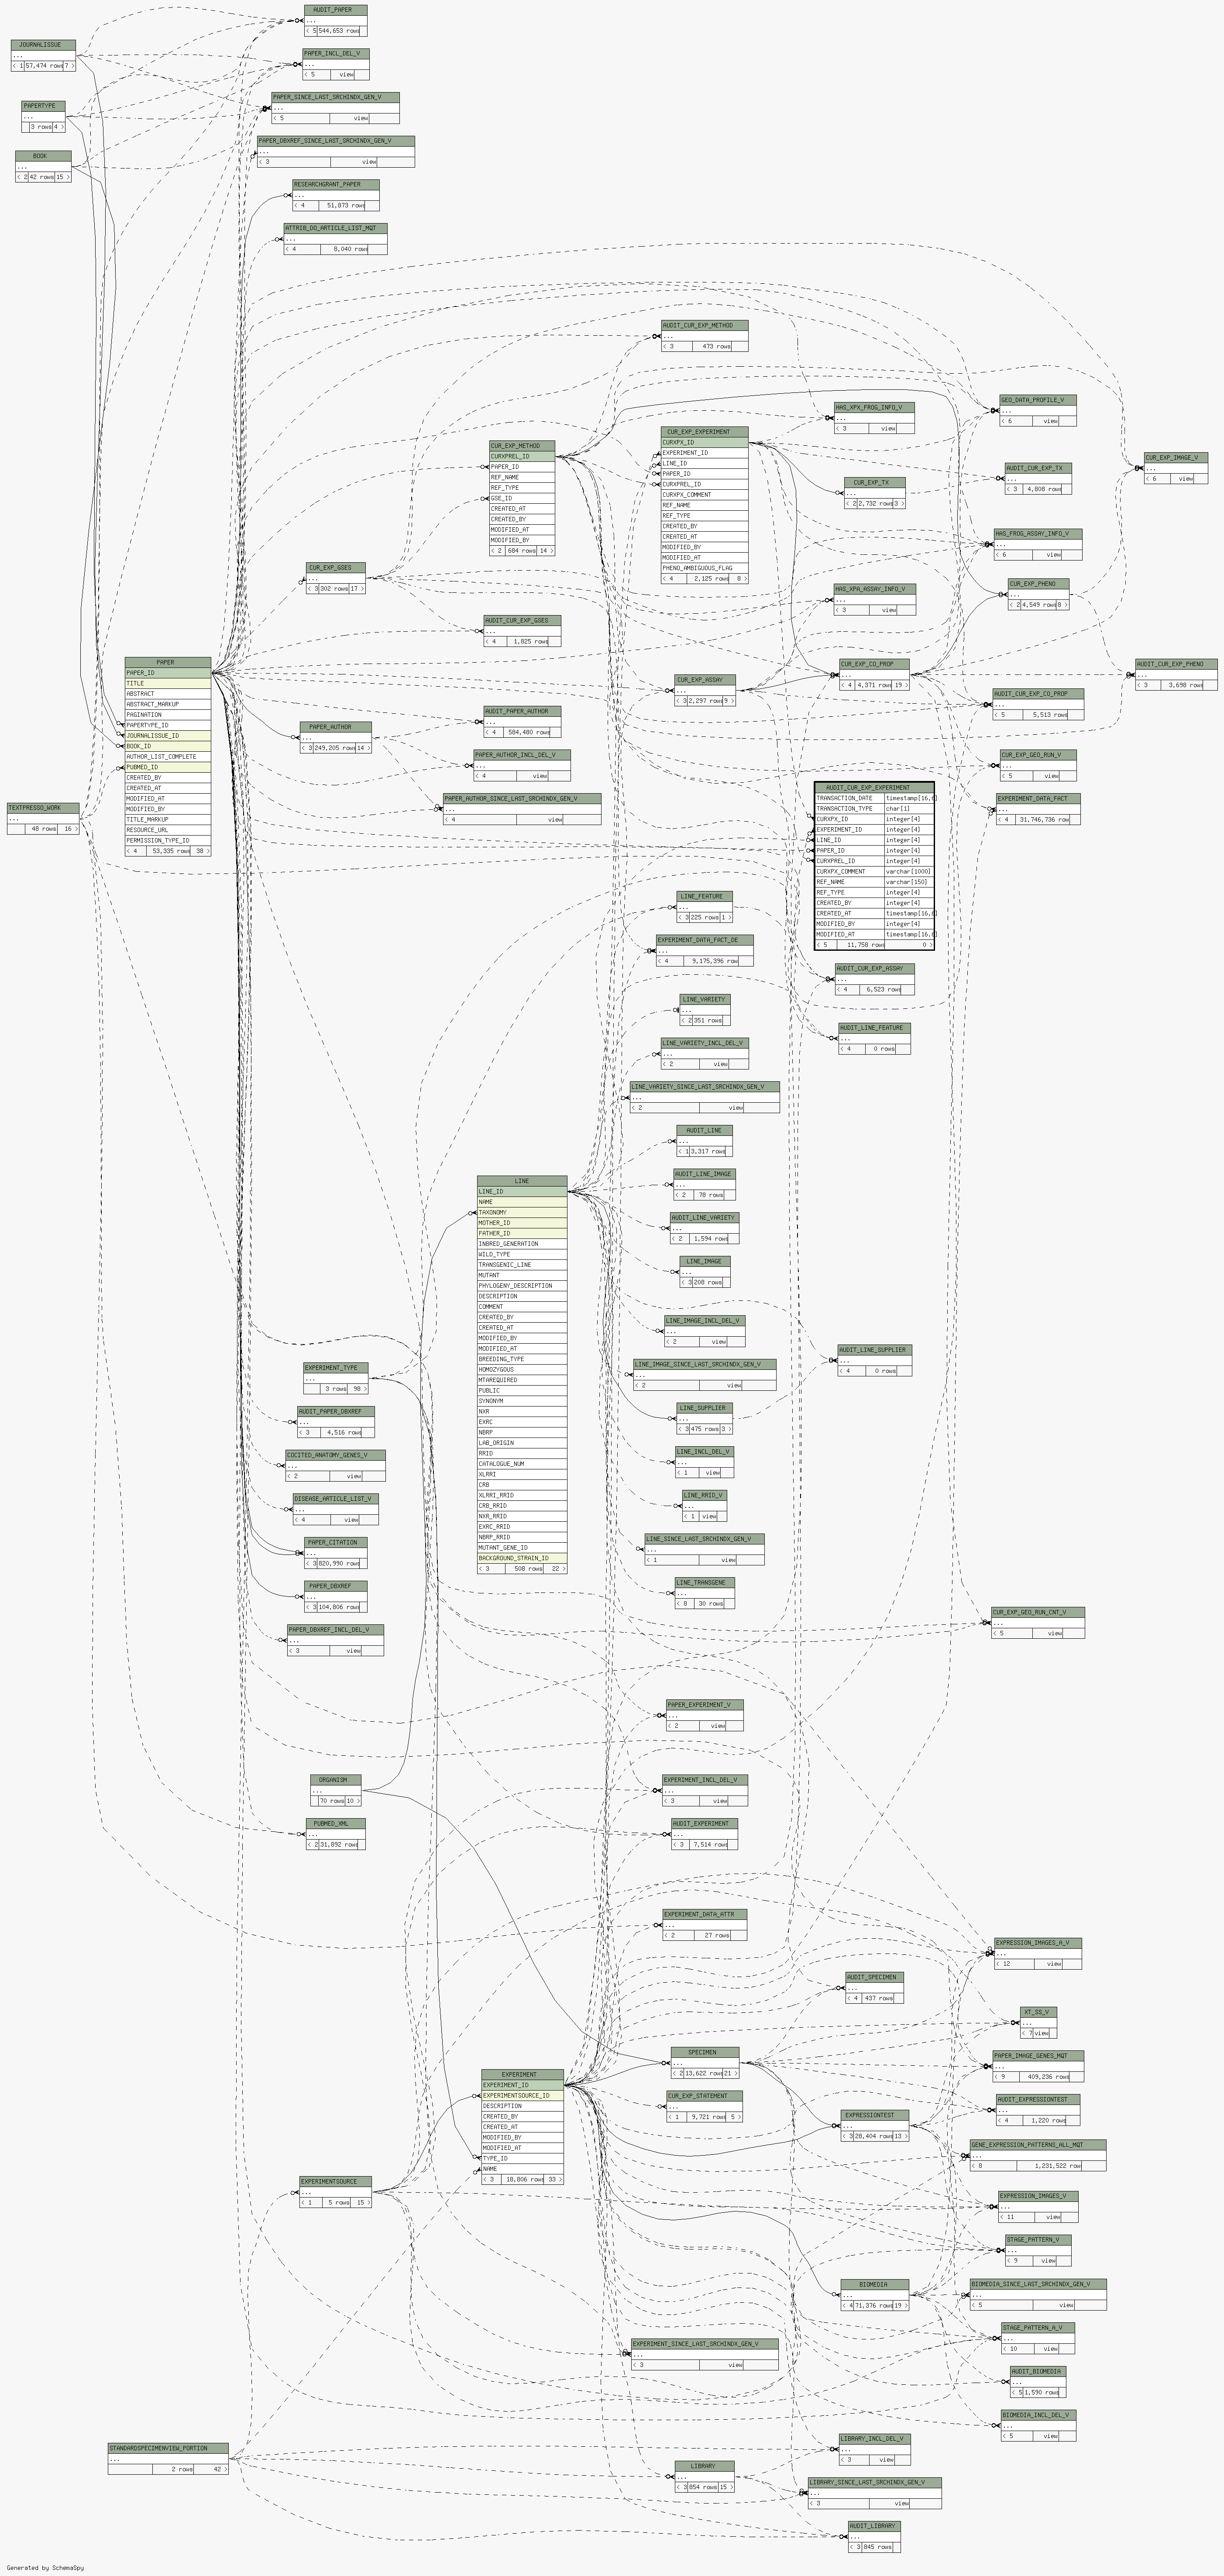 AUDIT_PAPER
...
< 5 544,653 rows
JOURNALISSUE
...
< 1 57,474 rows 7 >
PAPER_INCL_DEL_V
...
< 5 view
PAPERTYPE
...
3 rows 4 >
PAPER_SINCE_LAST_SRCHINDX_GEN_V
...
< 5 view
BOOK
...
< 2 42 rows 15 >
PAPER_DBXREF_SINCE_LAST_SRCHINDX_GEN_V
...
< 3 view
RESEARCHGRANT_PAPER
...
< 4 51,873 rows
ATTRIB_DO_ARTICLE_LIST_MQT
...
< 4 8,040 rows
AUDIT_CUR_EXP_METHOD
...
< 3 473 rows
GEO_DATA_PROFILE_V
...
< 6 view
HAS_XPX_FROG_INFO_V
...
< 3 view
CUR_EXP_METHOD
CURXPREL_ID
PAPER_ID
REF_NAME
REF_TYPE
GSE_ID
CREATED_AT
CREATED_BY
MODIFIED_AT
MODIFIED_BY
< 2 684 rows 14 >
CUR_EXP_EXPERIMENT
CURXPX_ID
EXPERIMENT_ID
LINE_ID
PAPER_ID
CURXPREL_ID
CURXPX_COMMENT
REF_NAME
REF_TYPE
CREATED_BY
CREATED_AT
MODIFIED_BY
MODIFIED_AT
PHENO_AMBIGUOUS_FLAG
< 4 2,125 rows 8 >
CUR_EXP_IMAGE_V
...
< 6 view
AUDIT_CUR_EXP_TX
...
< 3 4,808 rows
CUR_EXP_TX
...
< 2 2,732 rows 3 >
HAS_FROG_ASSAY_INFO_V
...
< 6 view
CUR_EXP_GSES
...
< 3 302 rows 17 >
CUR_EXP_PHENO
...
< 2 4,549 rows 8 >
HAS_XPA_ASSAY_INFO_V
...
< 3 view
AUDIT_CUR_EXP_GSES
...
< 4 1,825 rows
PAPER
PAPER_ID
TITLE
ABSTRACT
ABSTRACT_MARKUP
PAGINATION
PAPERTYPE_ID
JOURNALISSUE_ID
BOOK_ID
AUTHOR_LIST_COMPLETE
PUBMED_ID
CREATED_BY
CREATED_AT
MODIFIED_AT
MODIFIED_BY
TITLE_MARKUP
RESOURCE_URL
PERMISSION_TYPE_ID
< 4 53,335 rows 38 >
CUR_EXP_CO_PROP
...
< 4 4,371 rows 19 >
AUDIT_CUR_EXP_PHENO
...
< 3 3,698 rows
CUR_EXP_ASSAY
...
< 3 2,297 rows 9 >
AUDIT_CUR_EXP_CO_PROP
...
< 5 5,513 rows
AUDIT_PAPER_AUTHOR
...
< 4 584,480 rows
PAPER_AUTHOR
...
< 3 249,205 rows 14 >
PAPER_AUTHOR_INCL_DEL_V
...
< 4 view
CUR_EXP_GEO_RUN_V
...
< 5 view
PAPER_AUTHOR_SINCE_LAST_SRCHINDX_GEN_V
...
< 4 view
EXPERIMENT_DATA_FACT
...
< 4 31,746,736 row
TEXTPRESSO_WORK
...
48 rows 16 >
AUDIT_CUR_EXP_EXPERIMENT
TRANSACTION_DATE timestamp[16,6]
TRANSACTION_TYPE char[1]
CURXPX_ID integer[4]
EXPERIMENT_ID integer[4]
LINE_ID integer[4]
PAPER_ID integer[4]
CURXPREL_ID integer[4]
CURXPX_COMMENT varchar[1000]
REF_NAME varchar[150]
REF_TYPE integer[4]
CREATED_BY integer[4]
CREATED_AT timestamp[16,6]
MODIFIED_BY integer[4]
MODIFIED_AT timestamp[16,6]
< 5 11,758 rows 0 >
LINE_FEATURE
...
< 3 225 rows 1 >
EXPERIMENT_DATA_FACT_DE
...
< 4 9,175,396 row
AUDIT_CUR_EXP_ASSAY
...
< 4 6,523 rows
LINE_VARIETY
...
< 2 351 rows
AUDIT_LINE_FEATURE
...
< 4 0 rows
LINE_VARIETY_INCL_DEL_V
...
< 2 view
LINE_VARIETY_SINCE_LAST_SRCHINDX_GEN_V
...
< 2 view
AUDIT_LINE
...
< 1 3,317 rows
AUDIT_LINE_IMAGE
...
< 2 78 rows
LINE
LINE_ID
NAME
TAXONOMY
MOTHER_ID
FATHER_ID
INBRED_GENERATION
WILD_TYPE
TRANSGENIC_LINE
MUTANT
PHYLOGENY_DESCRIPTION
DESCRIPTION
COMMENT
CREATED_BY
CREATED_AT
MODIFIED_BY
MODIFIED_AT
BREEDING_TYPE
HOMOZYGOUS
MTAREQUIRED
PUBLIC
SYNONYM
NXR
EXRC
NBRP
LAB_ORIGIN
RRID
CATALOGUE_NUM
XLRRI
CRB
XLRRI_RRID
CRB_RRID
NXR_RRID
EXRC_RRID
NBRP_RRID
MUTANT_GENE_ID
BACKGROUND_STRAIN_ID
< 3 508 rows 22 >
AUDIT_LINE_VARIETY
...
< 2 1,594 rows
LINE_IMAGE
...
< 3 208 rows
LINE_IMAGE_INCL_DEL_V
...
< 2 view
AUDIT_LINE_SUPPLIER
...
< 4 0 rows
LINE_IMAGE_SINCE_LAST_SRCHINDX_GEN_V
...
< 2 view
EXPERIMENT_TYPE
...
3 rows 98 >
LINE_SUPPLIER
...
< 3 475 rows 3 >
AUDIT_PAPER_DBXREF
...
< 3 4,516 rows
LINE_INCL_DEL_V
...
< 1 view
COCITED_ANATOMY_GENES_V
...
< 2 view
LINE_RRID_V
...
< 1 view
DISEASE_ARTICLE_LIST_V
...
< 4 view
LINE_SINCE_LAST_SRCHINDX_GEN_V
...
< 1 view
PAPER_CITATION
...
< 3 820,990 rows
LINE_TRANSGENE
...
< 8 30 rows
PAPER_DBXREF
...
< 3 104,806 rows
CUR_EXP_GEO_RUN_CNT_V
...
< 5 view
PAPER_DBXREF_INCL_DEL_V
...
< 3 view
PAPER_EXPERIMENT_V
...
< 2 view
ORGANISM
...
70 rows 10 >
EXPERIMENT_INCL_DEL_V
...
< 3 view
PUBMED_XML
...
< 2 31,892 rows
AUDIT_EXPERIMENT
...
< 3 7,514 rows
EXPERIMENT_DATA_ATTR
...
< 2 27 rows
EXPRESSION_IMAGES_A_V
...
< 12 view
AUDIT_SPECIMEN
...
< 4 437 rows
XT_SS_V
...
< 7 view
SPECIMEN
...
< 2 13,622 rows 21 >
PAPER_IMAGE_GENES_MQT
...
< 9 409,236 rows
EXPERIMENT
EXPERIMENT_ID
EXPERIMENTSOURCE_ID
DESCRIPTION
CREATED_BY
CREATED_AT
MODIFIED_BY
MODIFIED_AT
TYPE_ID
NAME
< 3 18,806 rows 33 >
CUR_EXP_STATEMENT
...
< 1 9,721 rows 5 >
AUDIT_EXPRESSIONTEST
...
< 4 1,220 rows
EXPRESSIONTEST
...
< 3 28,404 rows 13 >
GENE_EXPRESSION_PATTERNS_ALL_MQT
...
< 8 1,231,522 row
EXPERIMENTSOURCE
...
< 1 5 rows 15 >
EXPRESSION_IMAGES_V
...
< 11 view
STAGE_PATTERN_V
...
< 9 view
BIOMEDIA
...
< 4 71,376 rows 19 >
BIOMEDIA_SINCE_LAST_SRCHINDX_GEN_V
...
< 5 view
STAGE_PATTERN_A_V
...
< 10 view
EXPERIMENT_SINCE_LAST_SRCHINDX_GEN_V
...
< 3 view
AUDIT_BIOMEDIA
...
< 5 1,590 rows
BIOMEDIA_INCL_DEL_V
...
< 5 view
STANDARDSPECIMENVIEW_PORTION
...
2 rows 42 >
LIBRARY_INCL_DEL_V
...
< 3 view
LIBRARY
...
< 3 854 rows 15 >
LIBRARY_SINCE_LAST_SRCHINDX_GEN_V
...
< 3 view
AUDIT_LIBRARY
...
< 3 845 rows
Generated by SchemaSpy